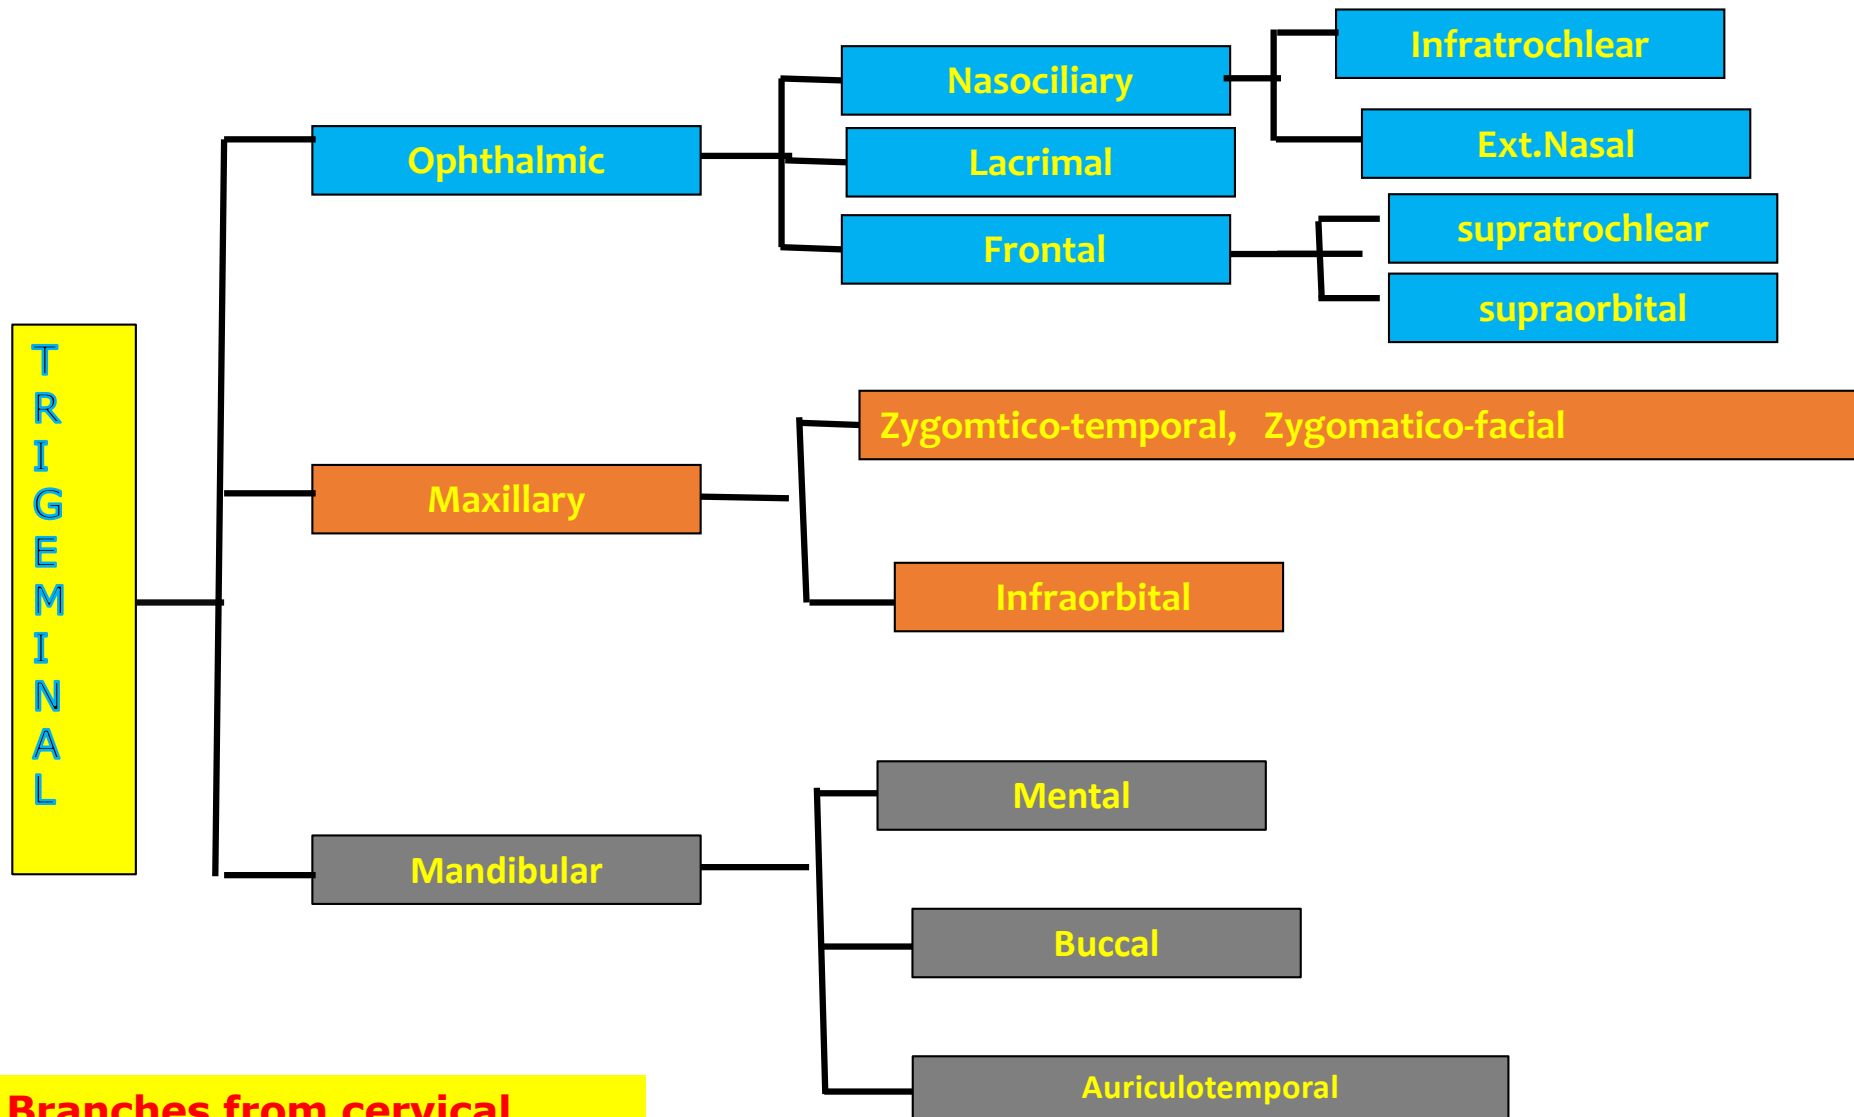 TRIGEMINAL
Ophthalmic
Nasociliary
Infratrochlear
Ext.Nasal
Lacrimal
Frontal
supratrochlear
supraorbital
Maxillary
Zygomtico-temporal, Zygomatico-facial
Infraorbital
Mandibular
Mental
Buccal
Auriculotemporal
Branches from cervical